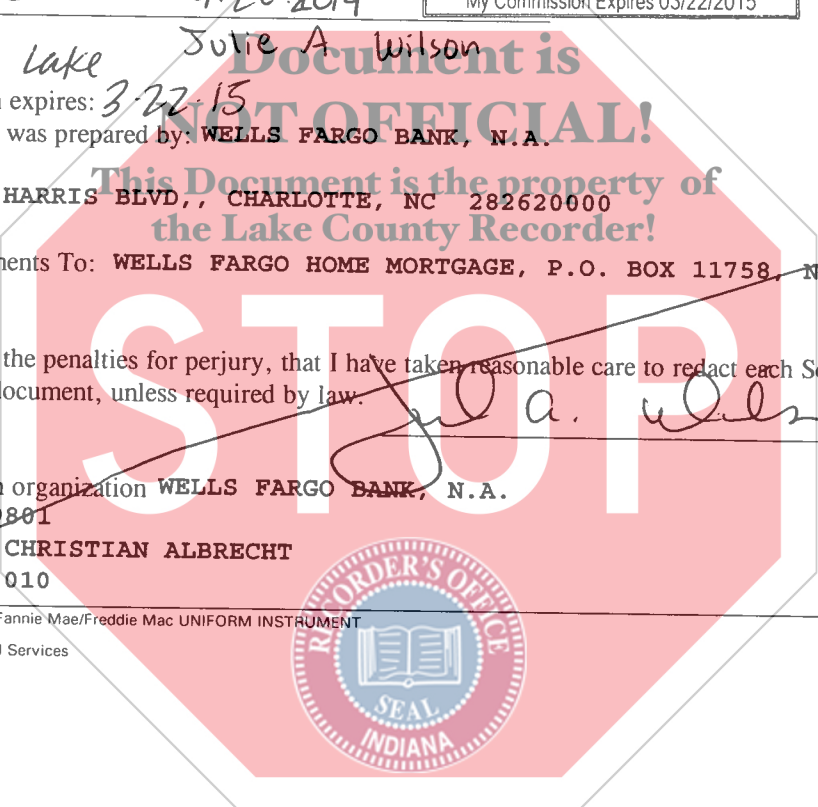 My Commission Expires 03/22/2015
Julie A Wilson
Lake
Document is
expires: 3-22-15
NOT OFFICIAL!
was prepared by: WELLS FARGO BANK, N.A.
This Document is the property of
HARRIS BLVD,, CHARLOTTE, NC 282620000
the Lake County Recorder!
ents To: WELLS FARGO HOME MORTGAGE, P.O. BOX 11758, N
STOP
the penalties for perjury, that I have taken reasonable care to redact each So
document, unless required by law.
organization WELLS FARGO BANK, N.A.
801
CHRISTIAN ALBRECHT
010
Fannie Mae/Freddie Mac UNIFORM INSTRUMENT
Services
RECORDER'S OFFICE
SEAL
INDIANA